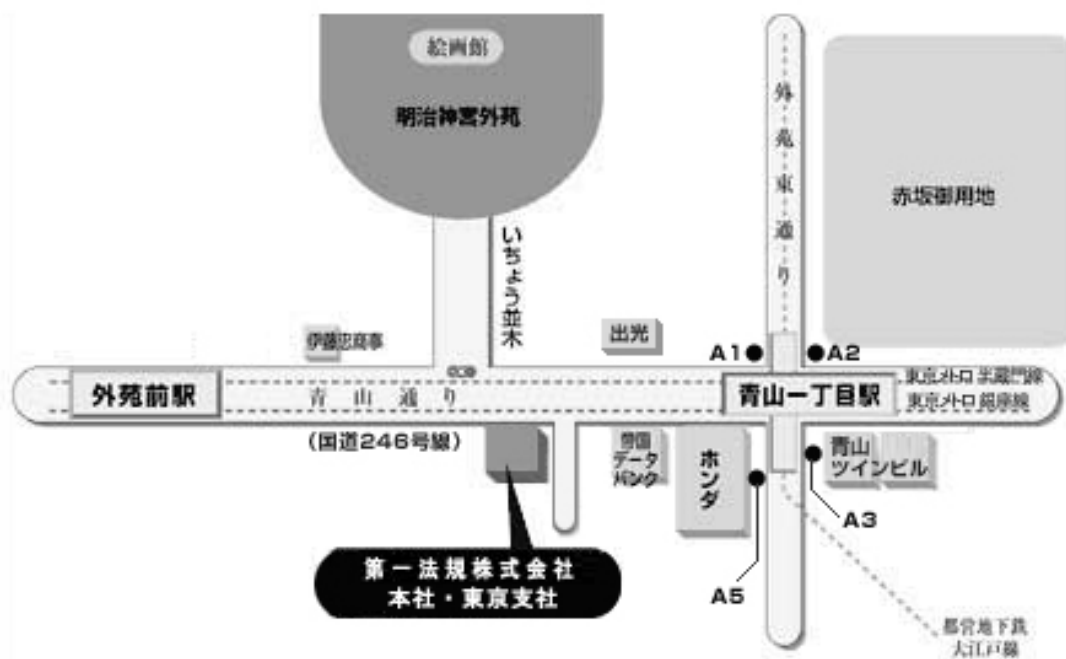 絵画館
明治神宮外苑
外苑東通り
赤坂御用地
いちょう並木
伊藤忠商事
出光
A1
A2
外苑前駅
青山通り
青山一丁目駅
東京メトロ 半蔵門線
東京メトロ 銀座線
(国道246号線)
帝国
データ
バンク
ホンダ
青山
ツインビル
A3
A5
第一法規株式会社
本社・東京支社
都営地下鉄
大江戸線